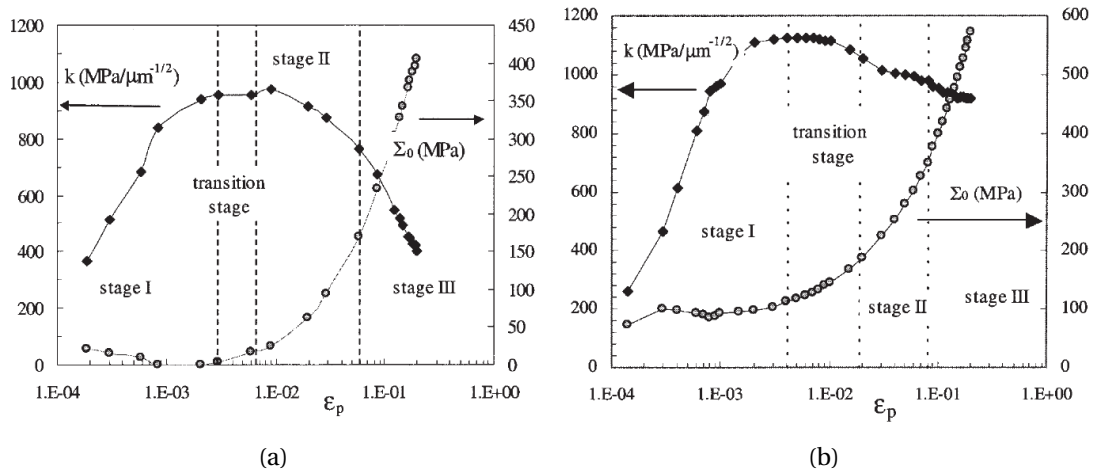 1200
1000
800
600
400
200
0
k (MPa/μm⁻¹/²)
stage II
transition
stage
stage I
stage III
Σ₀ (MPa)
450
400
350
300
250
200
150
100
50
0
1.E-04
1.E-03
1.E-02
1.E-01
1.E+00
εₚ
(a)
1200
1000
800
600
400
200
0
k (MPa/μm⁻¹/²)
transition
stage
stage I
stage II
stage III
Σ₀ (MPa)
600
500
400
300
200
100
0
1.E-04
1.E-03
1.E-02
1.E-01
1.E+00
εₚ
(b)